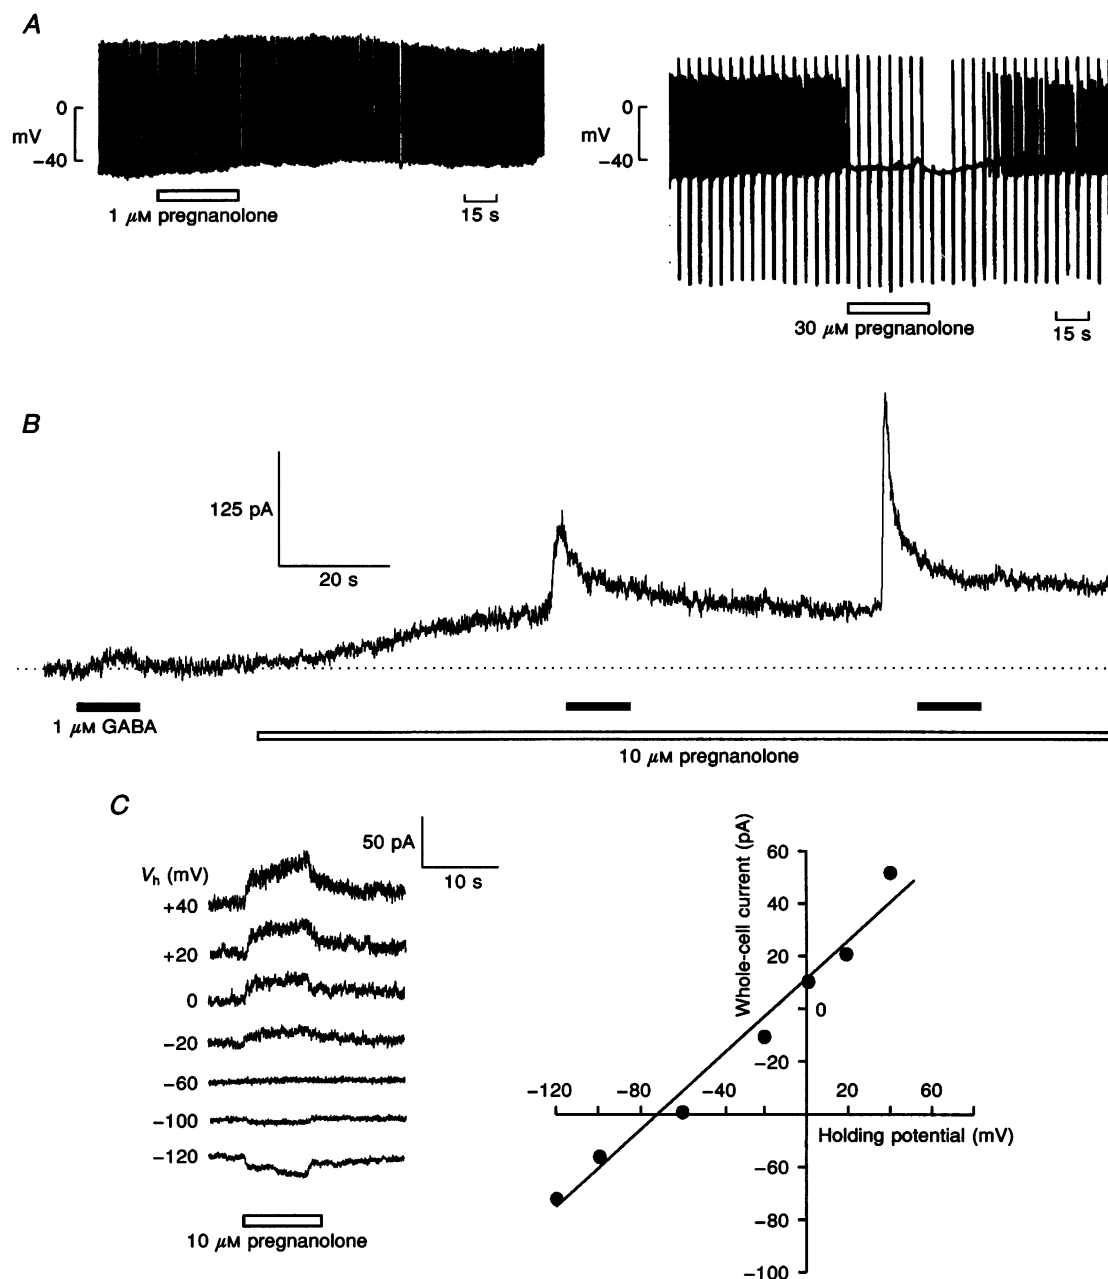 A
0
mV
−40
1 μM pregnanolone
15 s
0
mV
−40
30 μM pregnanolone
15 s
B
125 pA
20 s
1 μM GABA
10 μM pregnanolone
C
50 pA
10 s
Vh (mV)
+40
+20
0
−20
−60
−100
−120
10 μM pregnanolone
Whole-cell current (pA)
60
40
20
0
−20
−120 −80 −40 0 20 60
Holding potential (mV)
−60
−80
−100